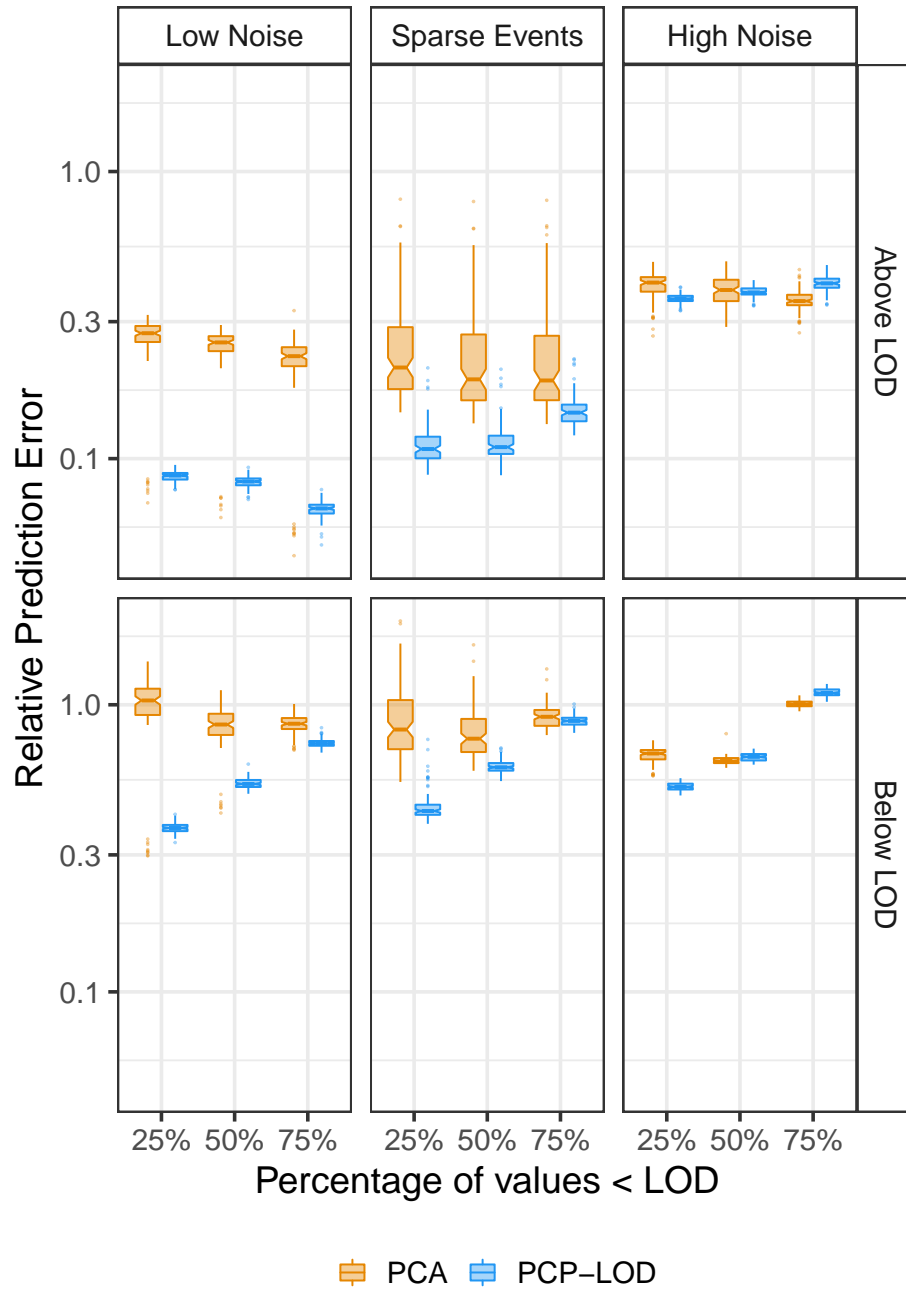 Low Noise Sparse Events High Noise
Relative Prediction Error
1.0
0.3
0.1
Above LOD
1.0
0.3
0.1
Below LOD
25% 50% 75% 25% 50% 75% 25% 50% 75%
Percentage of values < LOD
PCA PCP−LOD